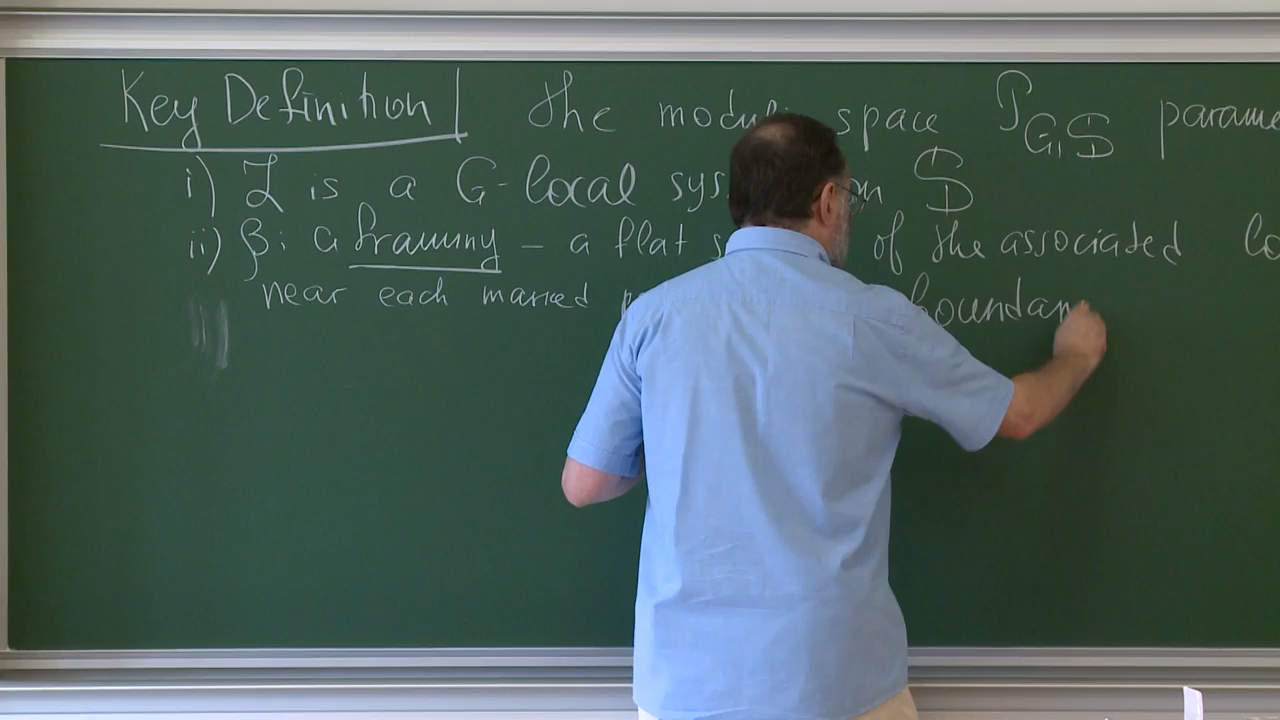 Key Definition | The moduli space 𝒫_{G,𝕊} parame
i) ℒ is a G-local sys on 𝕊
ii) β: a framing – a flat of the associated
near each marked boundar